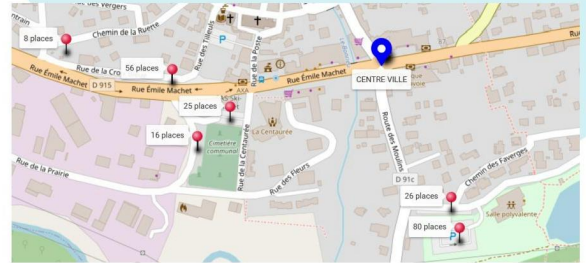 des Vergers
Chemin de la Ruene
8 places
Rue des Tilleuls
P
Rue de la Poste
56 places
Rue de la Cro
Rue Émile Machet
D 915
Rue Émile Machet
AXA
Rue Émile Machet
CENTRE VILLE
25 places
La Centaurée
16 places
Cimetière
communal
Rue de la Centaurée
Rue de la Prairie
Rue des Fleurs
Route des Moulins
D 91c
Chemin des Faverges
26 places
Salle polyvalente
80 places
P